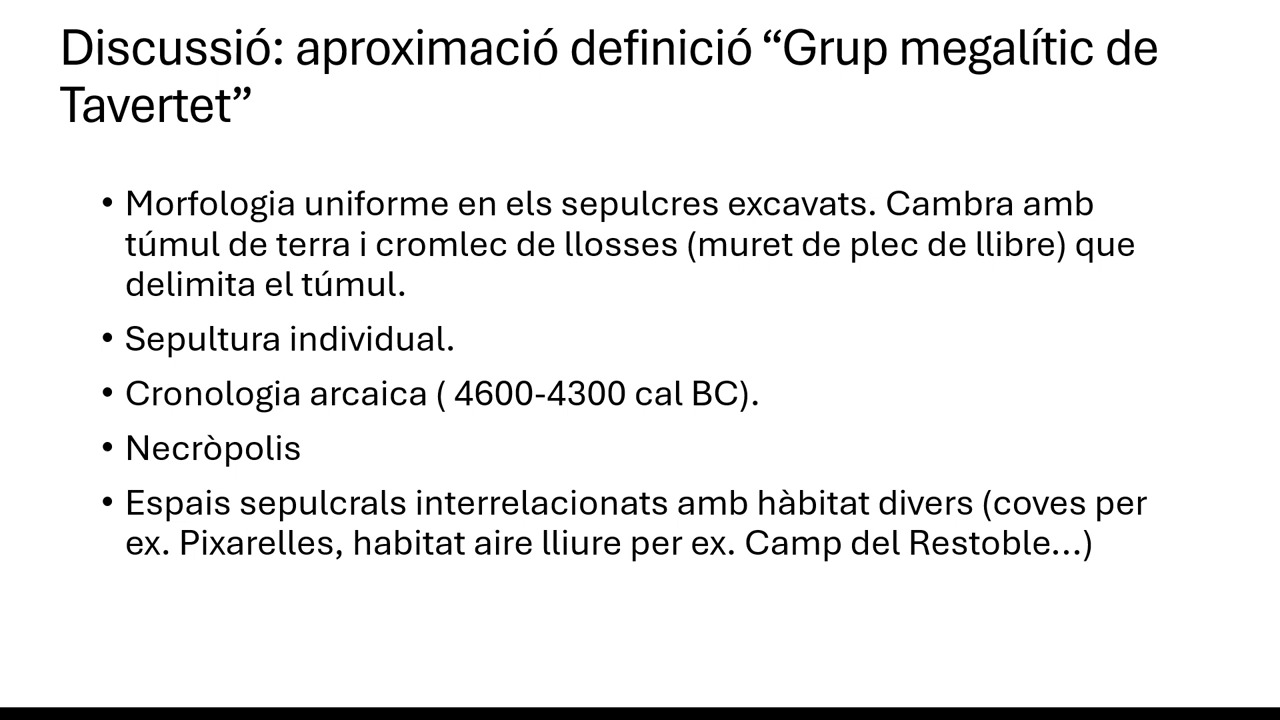 Discussió: aproximació definició “Grup megalític de
Tavertet”
• Morfologia uniforme en els sepulcres excavats. Cambra amb
túmul de terra i cromlec de llosses (muret de plec de llibre) que
delimita el túmul.
• Sepultura individual.
• Cronologia arcaica ( 4600-4300 cal BC).
• Necròpolis
• Espais sepulcrals interrelacionats amb hàbitat divers (coves per
ex. Pixarelles, habitat aire lliure per ex. Camp del Restoble...)